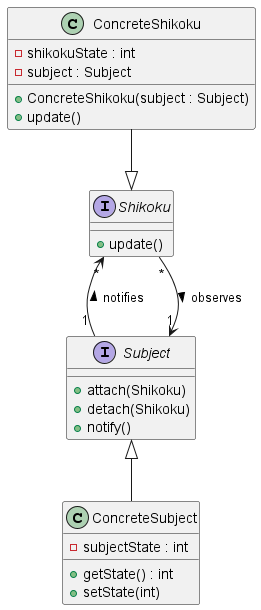 C ConcreteShikoku
shikokuState : int
subject : Subject
ConcreteShikoku(subject : Subject)
update()
I Shikoku
update()
* *
notifies observes
1 1
I Subject
attach(Shikoku)
detach(Shikoku)
notify()
C ConcreteSubject
subjectState : int
getState() : int
setState(int)